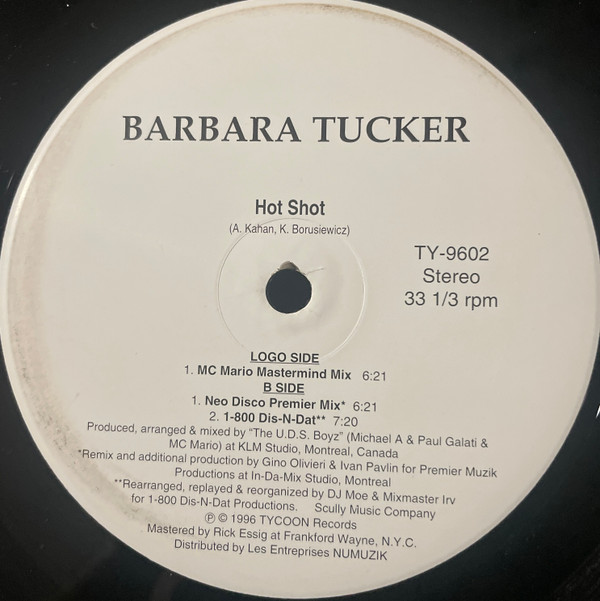 BARBARA TUCKER
Hot Shot
(A. Kahan, K. Borusiewicz)
TY-9602
Stereo
33 1/3 rpm
LOGO SIDE
1. MC Mario Mastermind Mix 6:21
B SIDE
1. Neo Disco Premier Mix* 6:21
2. 1-800 Dis-N-Dat** 7:20
Produced, arranged & mixed by "The U.D.S. Boyz" (Michael A & Paul Galati &
MC Mario) at KLM Studio, Montreal, Canada
*Remix and additional production by Gino Olivieri & Ivan Pavlin for Premier Muzik
Productions at In-Da-Mix Studio, Montreal
**Rearranged, replayed & reorganized by DJ Moe & Mixmaster Irv
for 1-800 Dis-N-Dat Productions. Scully Music Company
℗ © 1996 TYCOON Records
Mastered by Rick Essig at Frankford Wayne, N.Y.C.
Distributed by Les Entreprises NUMUZIK